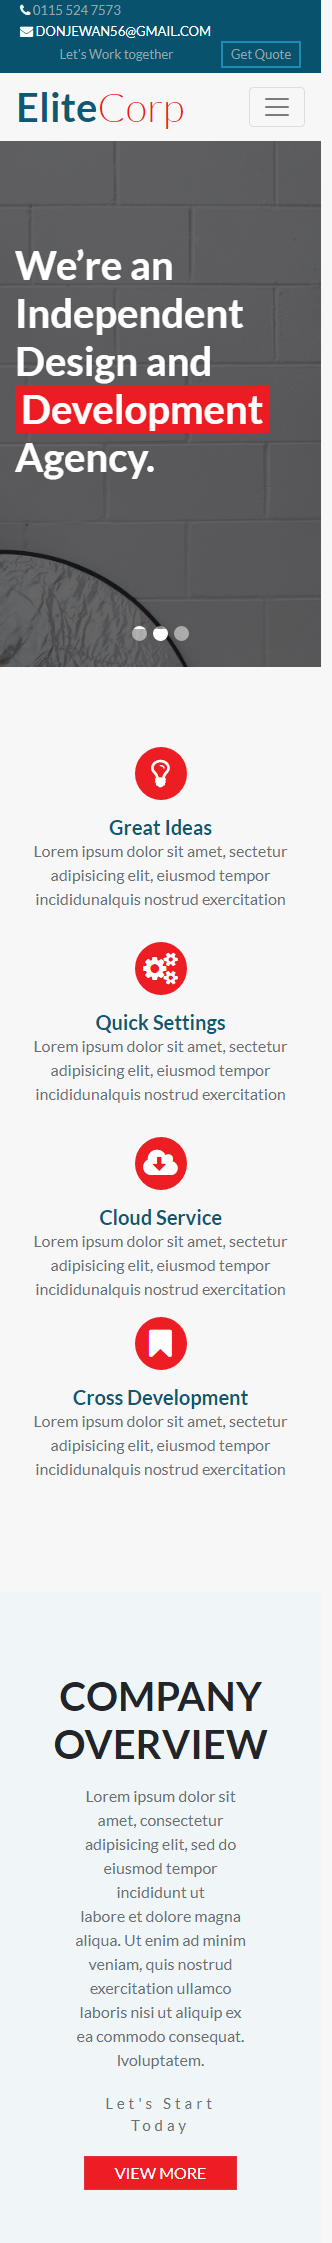 0115 524 7573
DONJEWAN56@GMAIL.COM
Let's Work together Get Quote
EliteCorp
We’re an
Independent
Design and
Development
Agency.
Great Ideas
Lorem ipsum dolor sit amet, sectetur
adipisicing elit, eiusmod tempor
incididunalquis nostrud exercitation
Quick Settings
Lorem ipsum dolor sit amet, sectetur
adipisicing elit, eiusmod tempor
incididunalquis nostrud exercitation
Cloud Service
Lorem ipsum dolor sit amet, sectetur
adipisicing elit, eiusmod tempor
incididunalquis nostrud exercitation
Cross Development
Lorem ipsum dolor sit amet, sectetur
adipisicing elit, eiusmod tempor
incididunalquis nostrud exercitation
COMPANY
OVERVIEW
Lorem ipsum dolor sit
amet, consectetur
adipisicing elit, sed do
eiusmod tempor
incididunt ut
labore et dolore magna
aliqua. Ut enim ad minim
veniam, quis nostrud
exercitation ullamco
laboris nisi ut aliquip ex
ea commodo consequat.
lvoluptatem.
Let's Start
Today
VIEW MORE